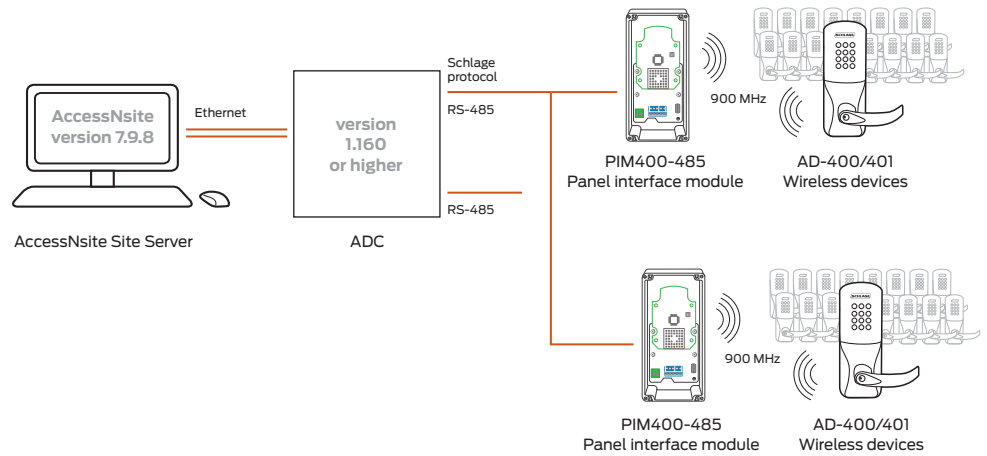 AccessNsite
version 7.9.8
AccessNsite Site Server
Ethernet
version
1.160
or higher
ADC
Schlage
protocol
RS-485
RS-485
900 MHz
PIM400-485
Panel interface module
SCHLAGE
AD-400/401
Wireless devices
900 MHz
PIM400-485
Panel interface module
SCHLAGE
AD-400/401
Wireless devices